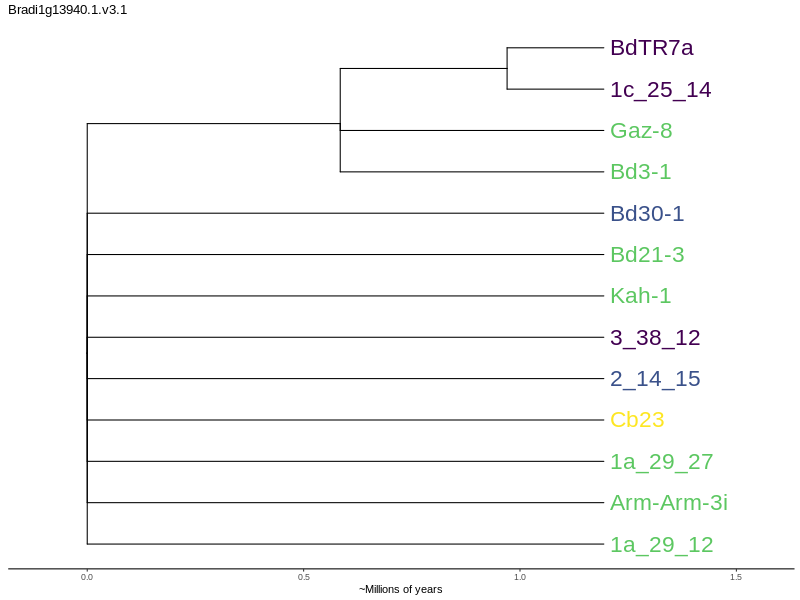 Bradi1g13940.1.v3.1
BdTR7a
1c_25_14
Gaz-8
Bd3-1
Bd30-1
Bd21-3
Kah-1
3_38_12
2_14_15
Cb23
1a_29_27
Arm-Arm-3i
1a_29_12
0.0 0.5 1.0 1.5
~Millions of years